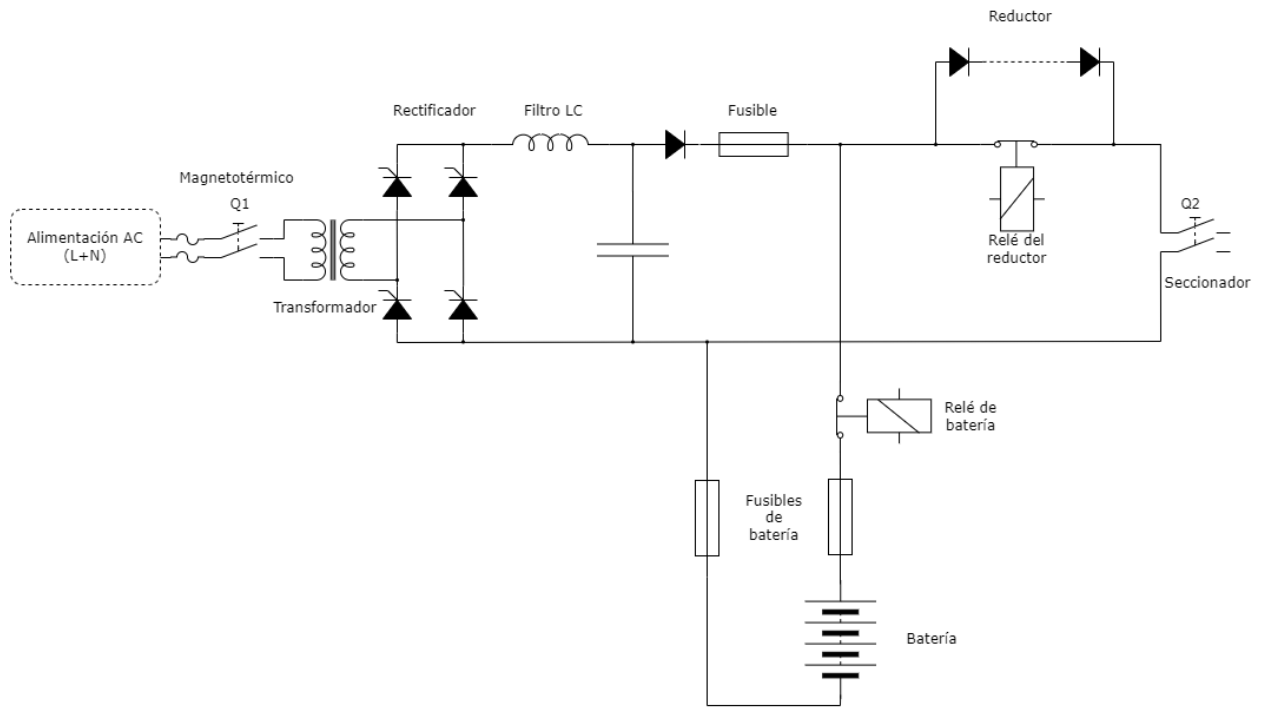 Reductor
Rectificador
Filtro LC
Fusible
Magnetotérmico
Q1
Q2
Alimentación AC
(L+N)
Relé del
reductor
Seccionador
Transformador
Relé de
batería
Fusibles
de
batería
Batería